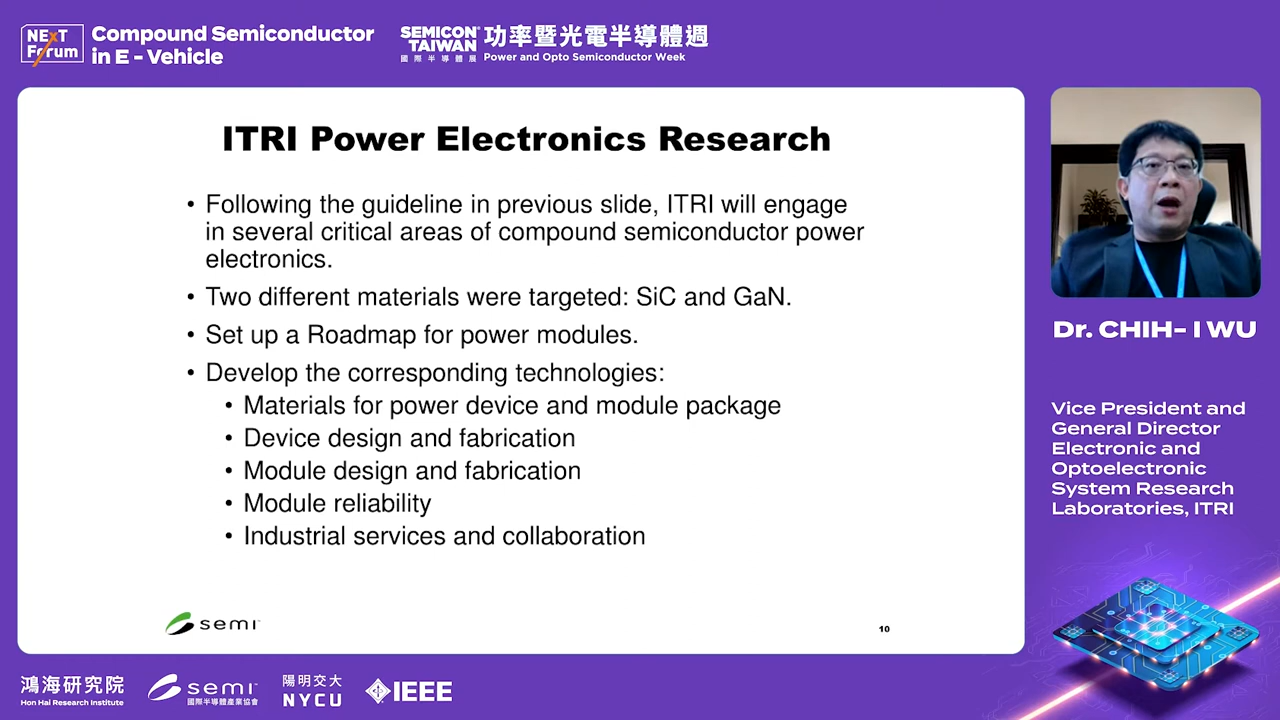 NEXT Forum
Compound Semiconductor
in E - Vehicle
SEMICON®
TAIWAN
國際半導體展
功率暨光電半導體週
Power and Opto Semiconductor Week
ITRI Power Electronics Research
• Following the guideline in previous slide, ITRI will engage
in several critical areas of compound semiconductor power
electronics.
• Two different materials were targeted: SiC and GaN.
• Set up a Roadmap for power modules.
• Develop the corresponding technologies:
• Materials for power device and module package
• Device design and fabrication
• Module design and fabrication
• Module reliability
• Industrial services and collaboration
semi
10
Dr. CHIH- I WU
Vice President and
General Director
Electronic and
Optoelectronic
System Research
Laboratories, ITRI
鴻海研究院
Hon Hai Research Institute
semi
國際半導體產業協會
陽明交大
NYCU
IEEE